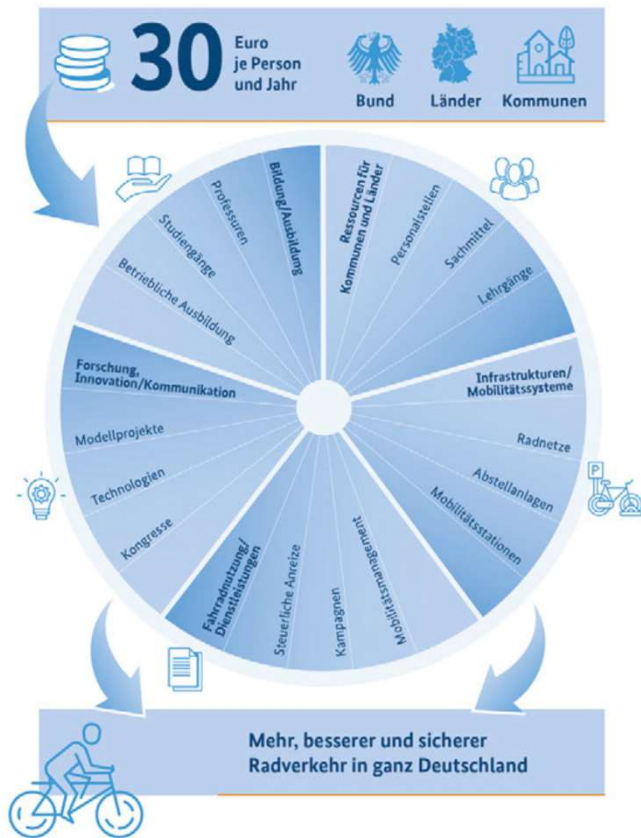 30
Euro
je Person
und Jahr
Bund
Länder
Kommunen
Ressourcen für
Kommunen und Länder
Personalstellen
Sachmittel
Lehrgänge
Infrastrukturen/
Mobilitätssysteme
Radnetze
P
Abstellanlagen
Mobilitätsstationen
Mobilitätsmanagement
Kampagnen
Steuerliche Anreize
Fahrradnutzung/
Dienstleistungen
Kongresse
Technologien
Modellprojekte
Forschung,
Innovation/Kommunikation
Betriebliche Ausbildung
Studiengänge
Professuren
Bildung/Ausbildung
Mehr, besserer und sicherer
Radverkehr in ganz Deutschland